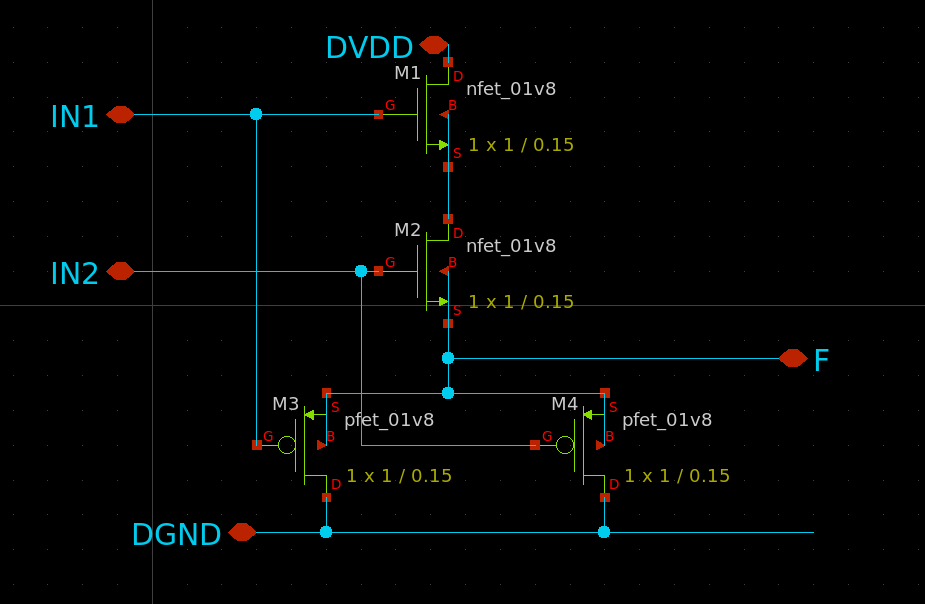 DVDD
M1
D
nfet_01v8
IN1
G
B
1 x 1 / 0.15
S
M2
D
nfet_01v8
IN2
G
B
1 x 1 / 0.15
S
F
M3
S
pfet_01v8
G
B
1 x 1 / 0.15
D
M4
S
pfet_01v8
G
B
1 x 1 / 0.15
D
DGND